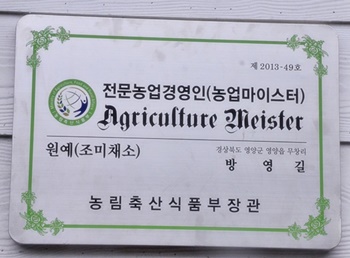 제 2013-49호
전문농업경영인(농업마이스터)
Agriculture Meister
원예(조미채소)
경상북도 영양군 영양읍 무창리
방영길
농림축산식품부장관